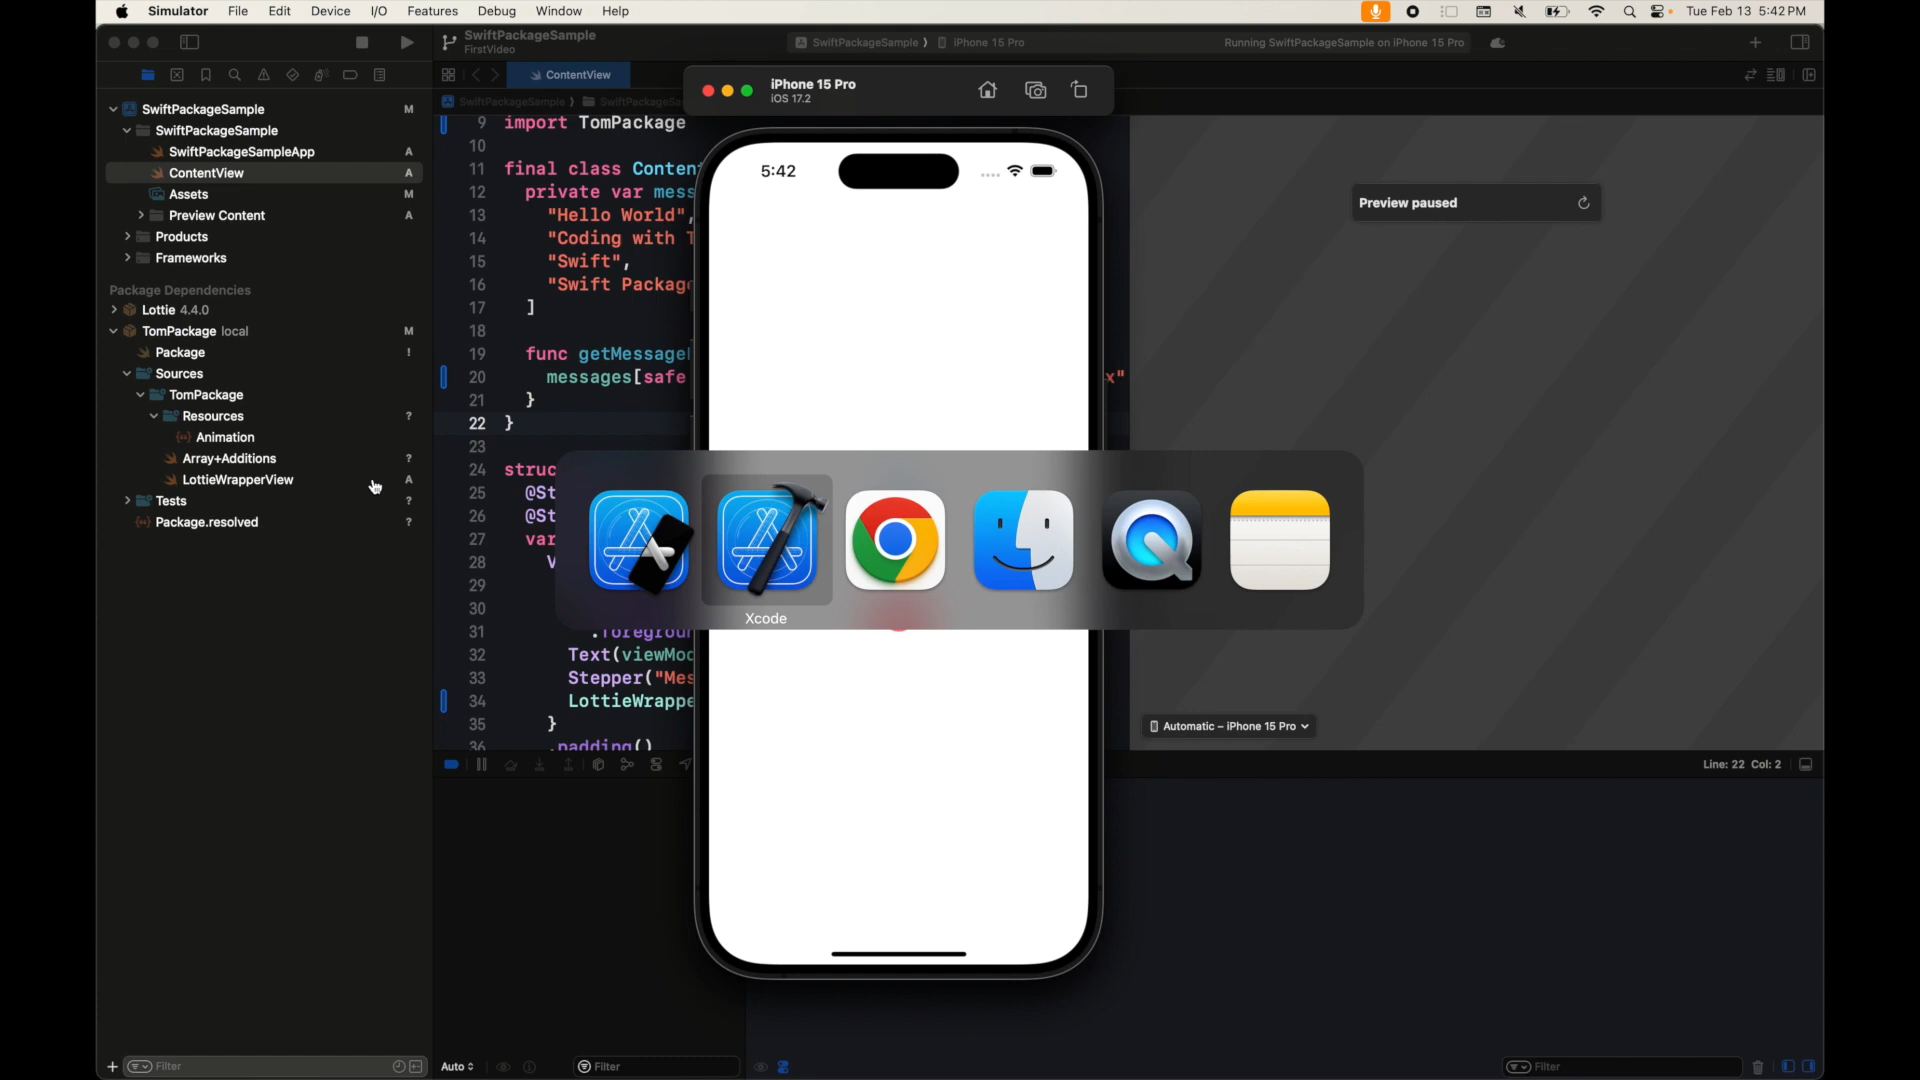 Simulator File Edit Device I/O Features Debug Window Help Tue Feb 13 5:42 PM
SwiftPackageSample
FirstVideo
SwiftPackageSample iPhone 15 Pro
Running SwiftPackageSample on iPhone 15 Pro
ContentView
iPhone 15 Pro
iOS 17.2
SwiftPackageSample SwiftPackageSa
SwiftPackageSample M
SwiftPackageSample
SwiftPackageSampleApp A
ContentView A
Assets M
Preview Content A
Products
Frameworks
Package Dependencies
Lottie 4.4.0
TomPackage local M
Package !
Sources
TomPackage
Resources ?
Animation
Array+Additions ?
LottieWrapperView A
Tests ?
Package.resolved ?
9 import TomPackage
10
11 final class Conten
12 private var mess
13 "Hello World",
14 "Coding with T
15 "Swift",
16 "Swift Package
17 ]
18
19 func getMessage
20 messages[safe x"
21 }
22 }
23
24 struc
25 @St
26 @St
27 var
28 V
29
30
31 .foregroun
32 Text(viewMod
33 Stepper("Mes
34 LottieWrappe
35 }
36 .padding()
5:42
Xcode
Preview paused
Automatic – iPhone 15 Pro
Line: 22 Col: 2
Filter
Auto
Filter
Filter